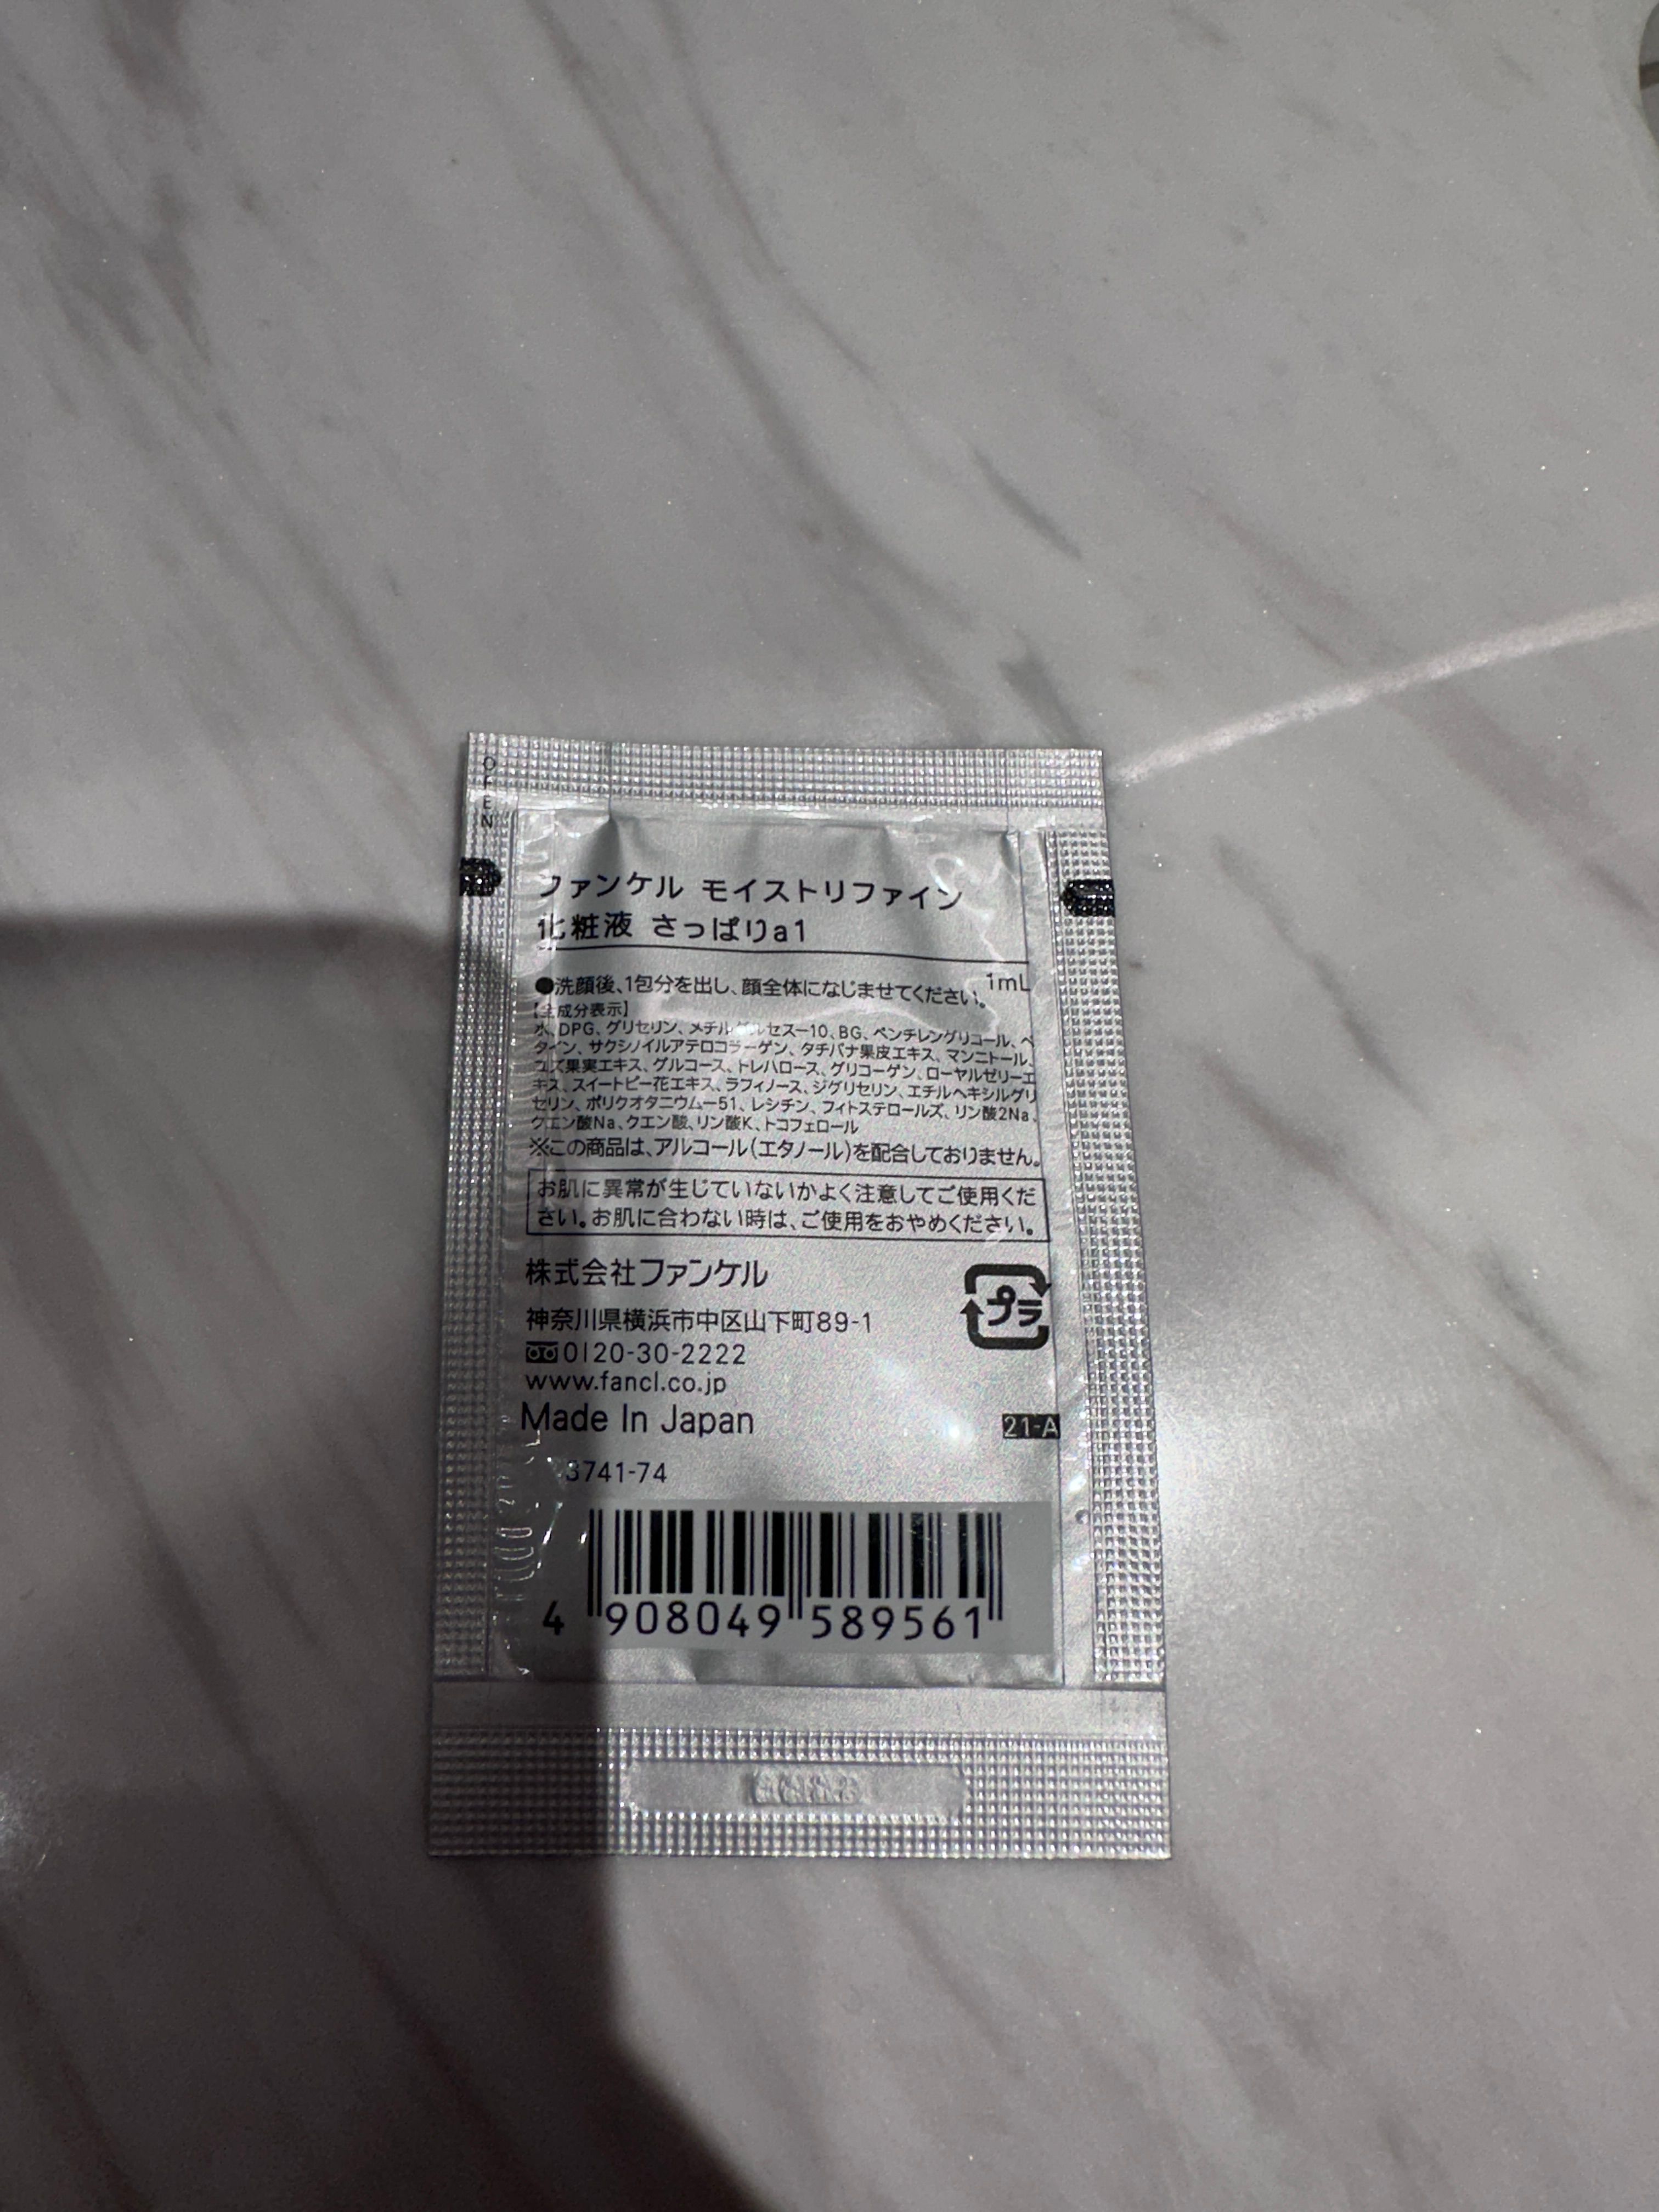 OPEN
ファンケル モイストリファイン
化粧液 さっぱりa1
1mL
●洗顔後、1包分を出し、顔全体になじませてください。
【全成分表示】
水、DPG、グリセリン、メチルグルセス-10、BG、ペンチレングリコール、ベ
タイン、サクシノイルアテロコラーゲン、タチバナ果皮エキス、マンニトール、
ユズ果実エキス、グルコース、トレハロース、グリコーゲン、ローヤルゼリーエ
キス、スイートピー花エキス、ラフィノース、ジグリセリン、エチルヘキシルグリ
セリン、ポリクオタニウム-51、レシチン、フィトステロールズ、リン酸2Na、
クエン酸Na、クエン酸、リン酸K、トコフェロール
※この商品は、アルコール(エタノール)を配合しておりません。
お肌に異常が生じていないかよく注意してご使用くだ
さい。お肌に合わない時は、ご使用をおやめください。
株式会社ファンケル
神奈川県横浜市中区山下町89-1
0120-30-2222
www.fancl.co.jp
プラ
Made In Japan
21-A
3741-74
4 908049 589561